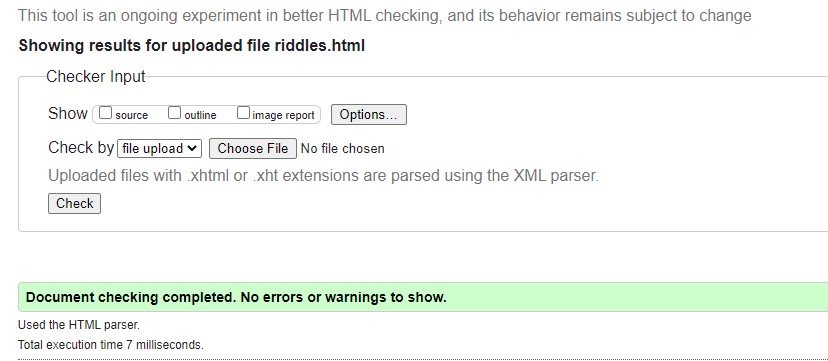 This tool is an ongoing experiment in better HTML checking, and its behavior remains subject to change
Showing results for uploaded file riddles.html
Checker Input
Show source outline image report Options...
Check by file upload Choose File No file chosen
Uploaded files with .xhtml or .xht extensions are parsed using the XML parser.
Check
Document checking completed. No errors or warnings to show.
Used the HTML parser.
Total execution time 7 milliseconds.